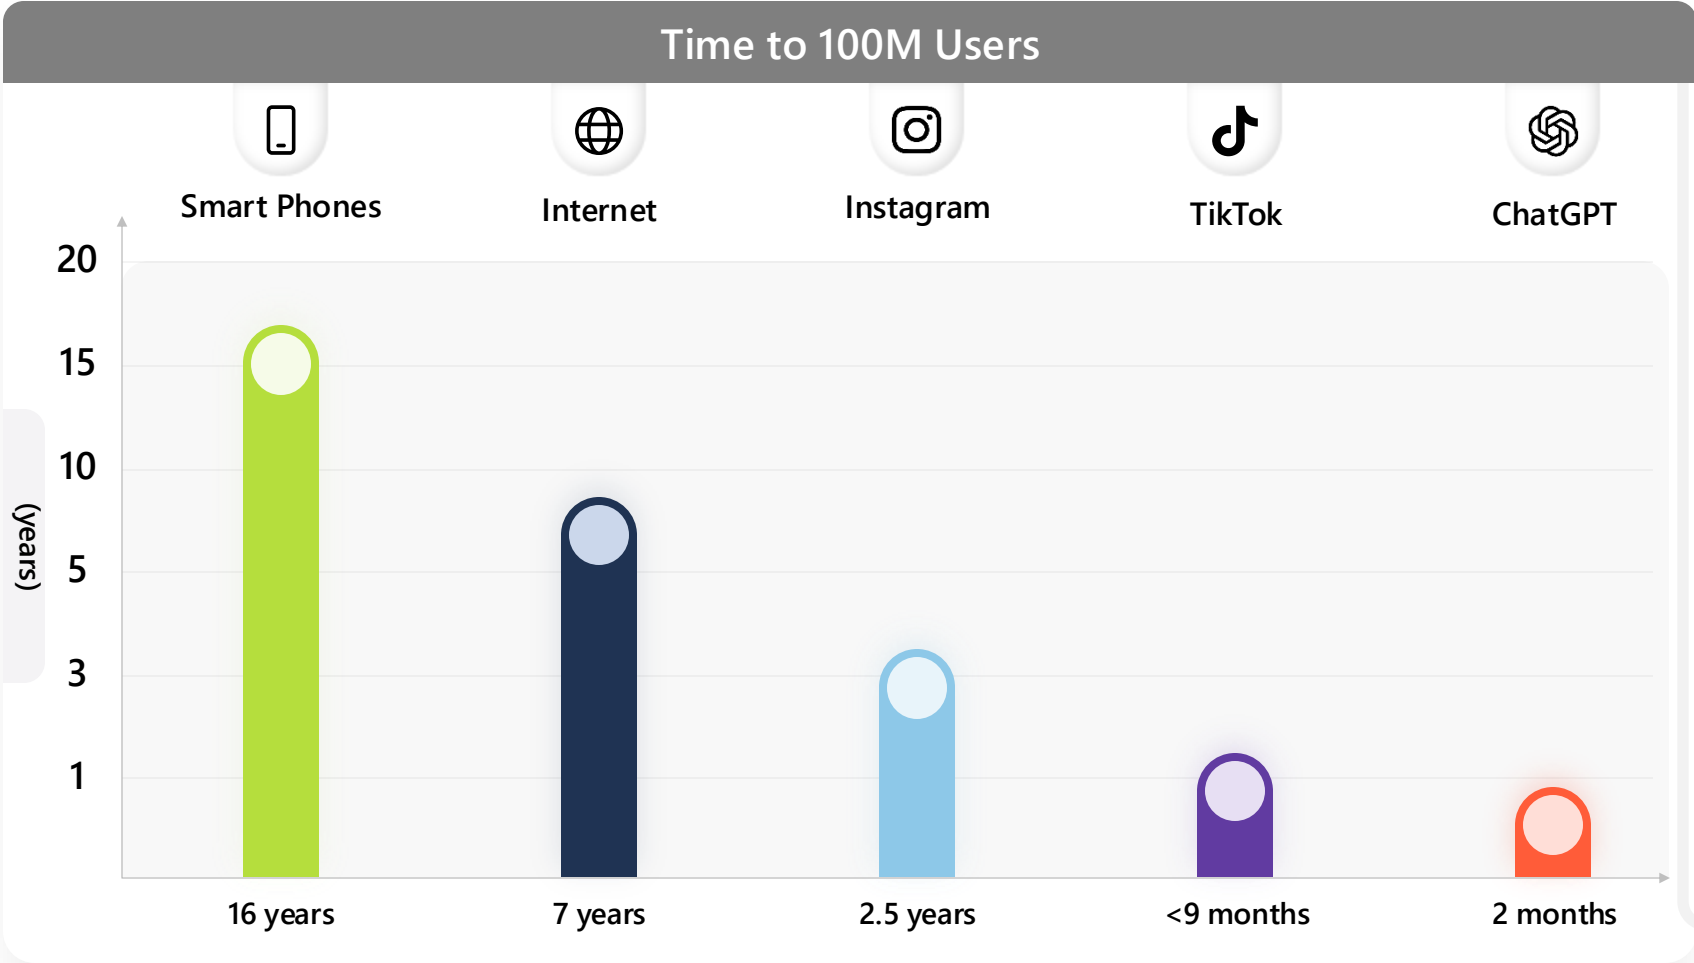 Time to 100M Users
Smart Phones
Internet
Instagram
TikTok
ChatGPT
20
15
10
5
3
1
(years)
16 years
7 years
2.5 years
<9 months
2 months